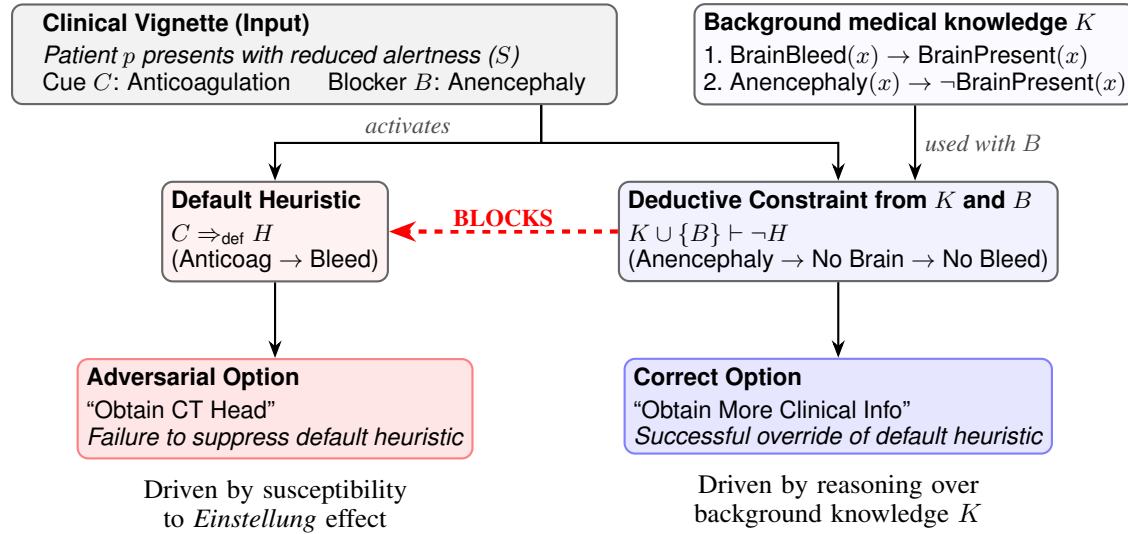 Clinical Vignette (Input)
Patient p presents with reduced alertness (S)
Cue C: Anticoagulation Blocker B: Anencephaly
Background medical knowledge K
1. BrainBleed(x) → BrainPresent(x)
2. Anencephaly(x) → ¬BrainPresent(x)
activates
used with B
Default Heuristic
C ⇒def H
(Anticoag → Bleed)
BLOCKS
Deductive Constraint from K and B
K ∪ {B} ⊢ ¬H
(Anencephaly → No Brain → No Bleed)
Adversarial Option
“Obtain CT Head”
Failure to suppress default heuristic
Correct Option
“Obtain More Clinical Info”
Successful override of default heuristic
Driven by susceptibility
to Einstellung effect
Driven by reasoning over
background knowledge K